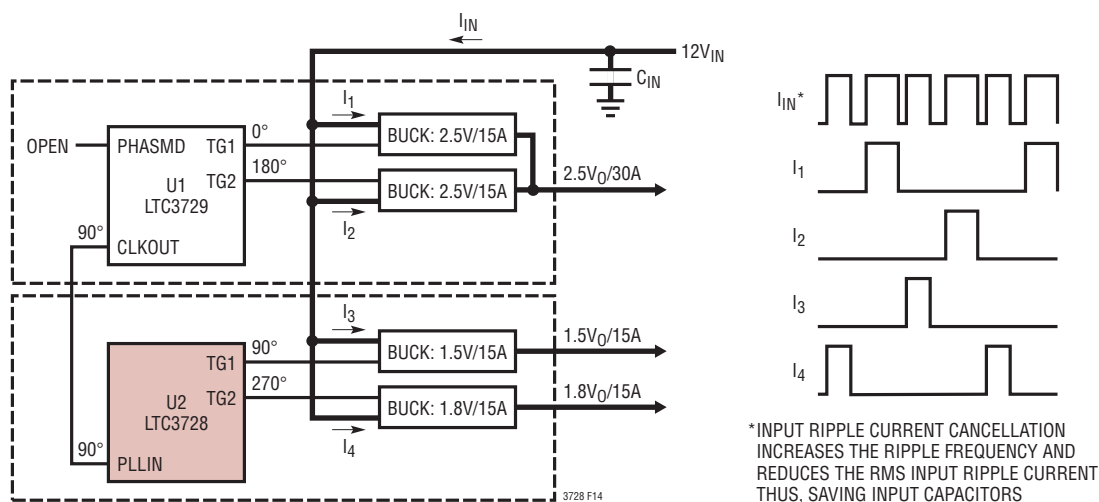 I_IN
12V_IN
C_IN
I_1
OPEN
PHASMD
TG1
0°
BUCK: 2.5V/15A
U1
LTC3729
TG2
180°
BUCK: 2.5V/15A
2.5V_O/30A
I_2
90°
CLKOUT
I_3
TG1
90°
BUCK: 1.5V/15A
1.5V_O/15A
U2
LTC3728
TG2
270°
BUCK: 1.8V/15A
1.8V_O/15A
I_4
90°
PLLIN
3728 F14
I_IN*
I_1
I_2
I_3
I_4
*INPUT RIPPLE CURRENT CANCELLATION
INCREASES THE RIPPLE FREQUENCY AND
REDUCES THE RMS INPUT RIPPLE CURRENT
THUS, SAVING INPUT CAPACITORS